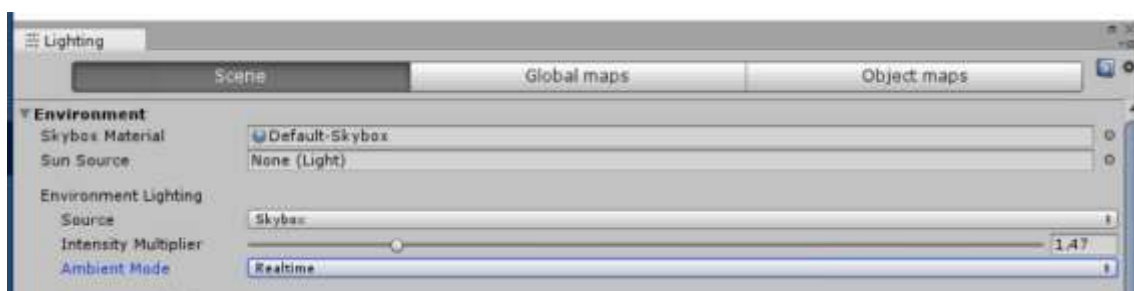 Lighting
Scene Global maps Object maps
Environment
Skybox Material Default-Skybox
Sun Source None (Light)
Environment Lighting
Source Skybox
Intensity Multiplier 1.47
Ambient Mode Realtime